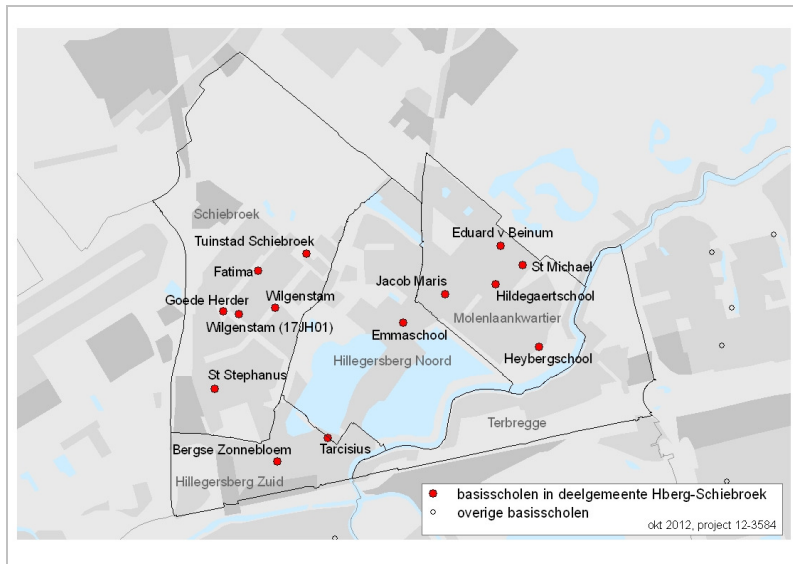 Schiebroek
Tuinstad Schiebroek
Fatima
Goede Herder
Wilgenstam
Wilgenstam (17JH01)
St Stephanus
Bergse Zonnebloem
Hillegersberg Zuid
Tarcisius
Eduard v Beinum
St Michael
Jacob Maris
Hildegaertschool
Molenlaankwartier
Emmaschool
Hillegersberg Noord
Heybergschool
Terbregge
basisscholen in deelgemeente Hberg-Schiebroek
overige basisscholen
okt 2012, project 12-3584